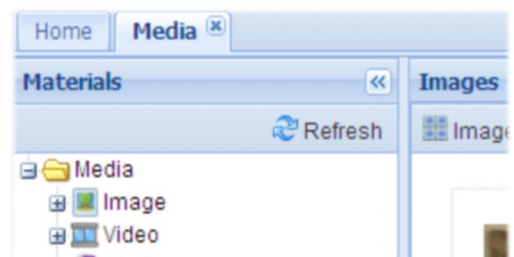 Home Media
Materials Images
Refresh
Media
Image
Video